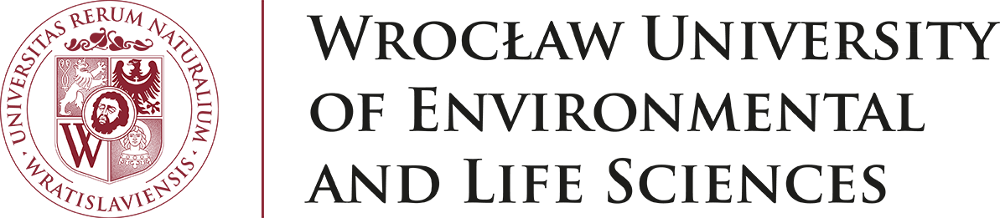 UNIVERSITAS RERUM NATURALIUM
· WRATISLAVIENSIS ·
W
WROCŁAW UNIVERSITY
OF ENVIRONMENTAL
AND LIFE SCIENCES